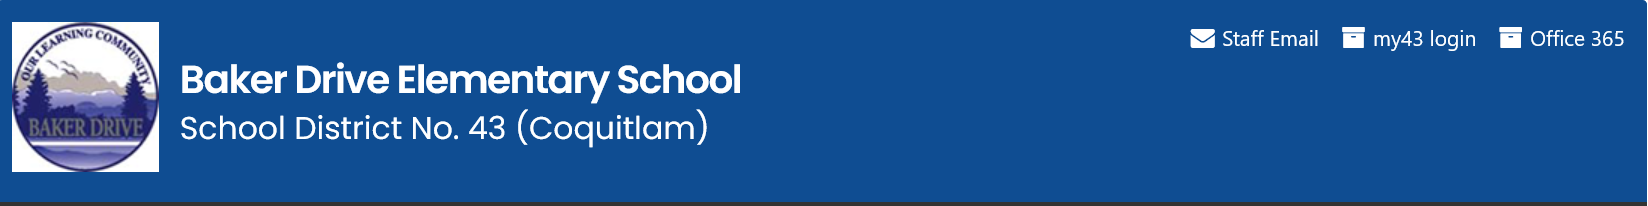 OUR LEARNING COMMUNITY
BAKER DRIVE
Baker Drive Elementary School
School District No. 43 (Coquitlam)
Staff Email
my43 login
Office 365